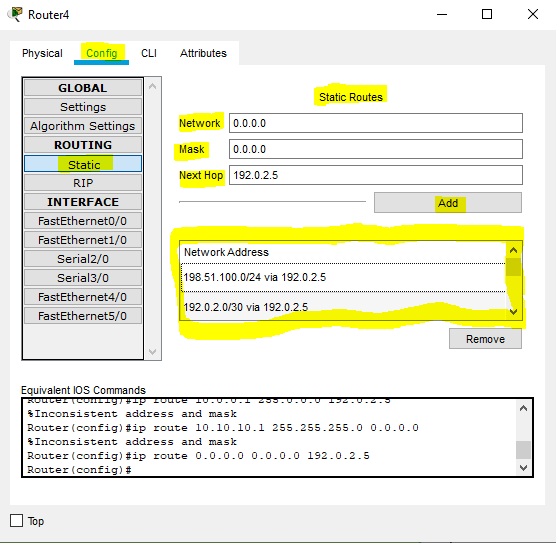 Router4
Physical Config CLI Attributes
GLOBAL
Settings
Algorithm Settings
ROUTING
Static
RIP
INTERFACE
FastEthernet0/0
FastEthernet1/0
Serial2/0
Serial3/0
FastEthernet4/0
FastEthernet5/0
Static Routes
Network 0.0.0.0
Mask 0.0.0.0
Next Hop 192.0.2.5
Add
Network Address
198.51.100.0/24 via 192.0.2.5
192.0.2.0/30 via 192.0.2.5
Remove
Equivalent IOS Commands
Router(config)#ip route 10.0.0.1 255.0.0.0 192.0.2.5
%Inconsistent address and mask
Router(config)#ip route 10.10.10.1 255.255.255.0 0.0.0.0
%Inconsistent address and mask
Router(config)#ip route 0.0.0.0 0.0.0.0 192.0.2.5
Router(config)#
Top